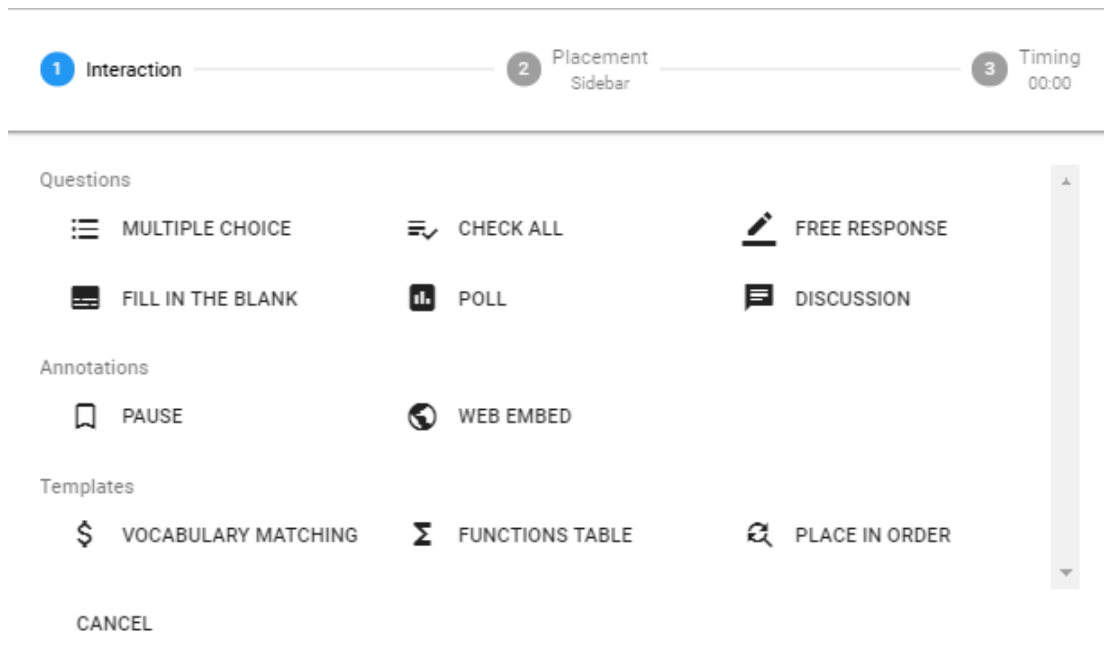 1 Interaction
2 Placement
Sidebar
3 Timing
00:00
Questions
MULTIPLE CHOICE CHECK ALL FREE RESPONSE
FILL IN THE BLANK POLL DISCUSSION
Annotations
PAUSE WEB EMBED
Templates
VOCABULARY MATCHING FUNCTIONS TABLE PLACE IN ORDER
CANCEL